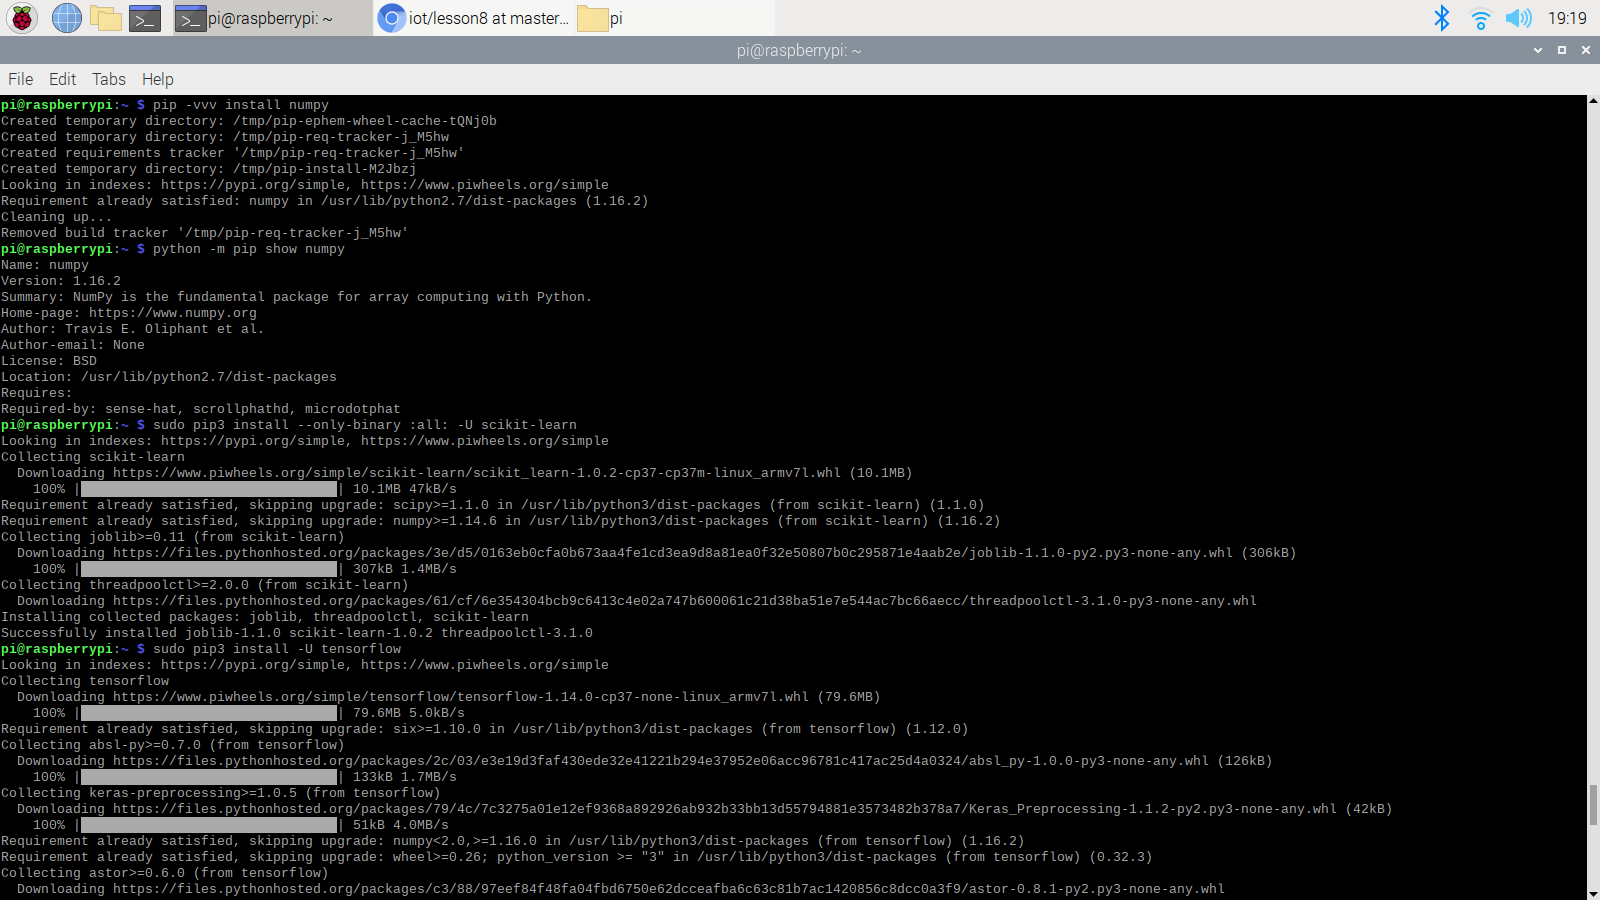 pi@raspberrypi: ~
iot/lesson8 at master...
pi
19:19
pi@raspberrypi: ~
File Edit Tabs Help
pi@raspberrypi:~ $ pip -vvv install numpy
Created temporary directory: /tmp/pip-ephem-wheel-cache-tQNj0b
Created temporary directory: /tmp/pip-req-tracker-j_M5hw
Created requirements tracker '/tmp/pip-req-tracker-j_M5hw'
Created temporary directory: /tmp/pip-install-M2Jbzj
Looking in indexes: https://pypi.org/simple, https://www.piwheels.org/simple
Requirement already satisfied: numpy in /usr/lib/python2.7/dist-packages (1.16.2)
Cleaning up...
Removed build tracker '/tmp/pip-req-tracker-j_M5hw'
pi@raspberrypi:~ $ python -m pip show numpy
Name: numpy
Version: 1.16.2
Summary: NumPy is the fundamental package for array computing with Python.
Home-page: https://www.numpy.org
Author: Travis E. Oliphant et al.
Author-email: None
License: BSD
Location: /usr/lib/python2.7/dist-packages
Requires:
Required-by: sense-hat, scrollphathd, microdotphat
pi@raspberrypi:~ $ sudo pip3 install --only-binary :all: -U scikit-learn
Looking in indexes: https://pypi.org/simple, https://www.piwheels.org/simple
Collecting scikit-learn
  Downloading https://www.piwheels.org/simple/scikit-learn/scikit_learn-1.0.2-cp37-cp37m-linux_armv7l.whl (10.1MB)
    100% |████████████████████████████████| 10.1MB 47kB/s
Requirement already satisfied, skipping upgrade: scipy>=1.1.0 in /usr/lib/python3/dist-packages (from scikit-learn) (1.1.0)
Requirement already satisfied, skipping upgrade: numpy>=1.14.6 in /usr/lib/python3/dist-packages (from scikit-learn) (1.16.2)
Collecting joblib>=0.11 (from scikit-learn)
  Downloading https://files.pythonhosted.org/packages/3e/d5/0163eb0cfa0b673aa4fe1cd3ea9d8a81ea0f32e50807b0c295871e4aab2e/joblib-1.1.0-py2.py3-none-any.whl (306kB)
    100% |████████████████████████████████| 307kB 1.4MB/s
Collecting threadpoolctl>=2.0.0 (from scikit-learn)
  Downloading https://files.pythonhosted.org/packages/61/cf/6e354304bcb9c6413c4e02a747b600061c21d38ba51e7e544ac7bc66aecc/threadpoolctl-3.1.0-py3-none-any.whl
Installing collected packages: joblib, threadpoolctl, scikit-learn
Successfully installed joblib-1.1.0 scikit-learn-1.0.2 threadpoolctl-3.1.0
pi@raspberrypi:~ $ sudo pip3 install -U tensorflow
Looking in indexes: https://pypi.org/simple, https://www.piwheels.org/simple
Collecting tensorflow
  Downloading https://www.piwheels.org/simple/tensorflow/tensorflow-1.14.0-cp37-none-linux_armv7l.whl (79.6MB)
    100% |████████████████████████████████| 79.6MB 5.0kB/s
Requirement already satisfied, skipping upgrade: six>=1.10.0 in /usr/lib/python3/dist-packages (from tensorflow) (1.12.0)
Collecting absl-py>=0.7.0 (from tensorflow)
  Downloading https://files.pythonhosted.org/packages/2c/03/e3e19d3faf430ede32e41221b294e37952e06acc96781c417ac25d4a0324/absl_py-1.0.0-py3-none-any.whl (126kB)
    100% |████████████████████████████████| 133kB 1.7MB/s
Collecting keras-preprocessing>=1.0.5 (from tensorflow)
  Downloading https://files.pythonhosted.org/packages/79/4c/7c3275a01e12ef9368a892926ab932b33bb13d55794881e3573482b378a7/Keras_Preprocessing-1.1.2-py2.py3-none-any.whl (42kB)
    100% |████████████████████████████████| 51kB 4.0MB/s
Requirement already satisfied, skipping upgrade: numpy<2.0,>=1.16.0 in /usr/lib/python3/dist-packages (from tensorflow) (1.16.2)
Requirement already satisfied, skipping upgrade: wheel>=0.26; python_version >= "3" in /usr/lib/python3/dist-packages (from tensorflow) (0.32.3)
Collecting astor>=0.6.0 (from tensorflow)
  Downloading https://files.pythonhosted.org/packages/c3/88/97eef84f48fa04fbd6750e62dcceafba6c63c81b7ac1420856c8dcc0a3f9/astor-0.8.1-py2.py3-none-any.whl